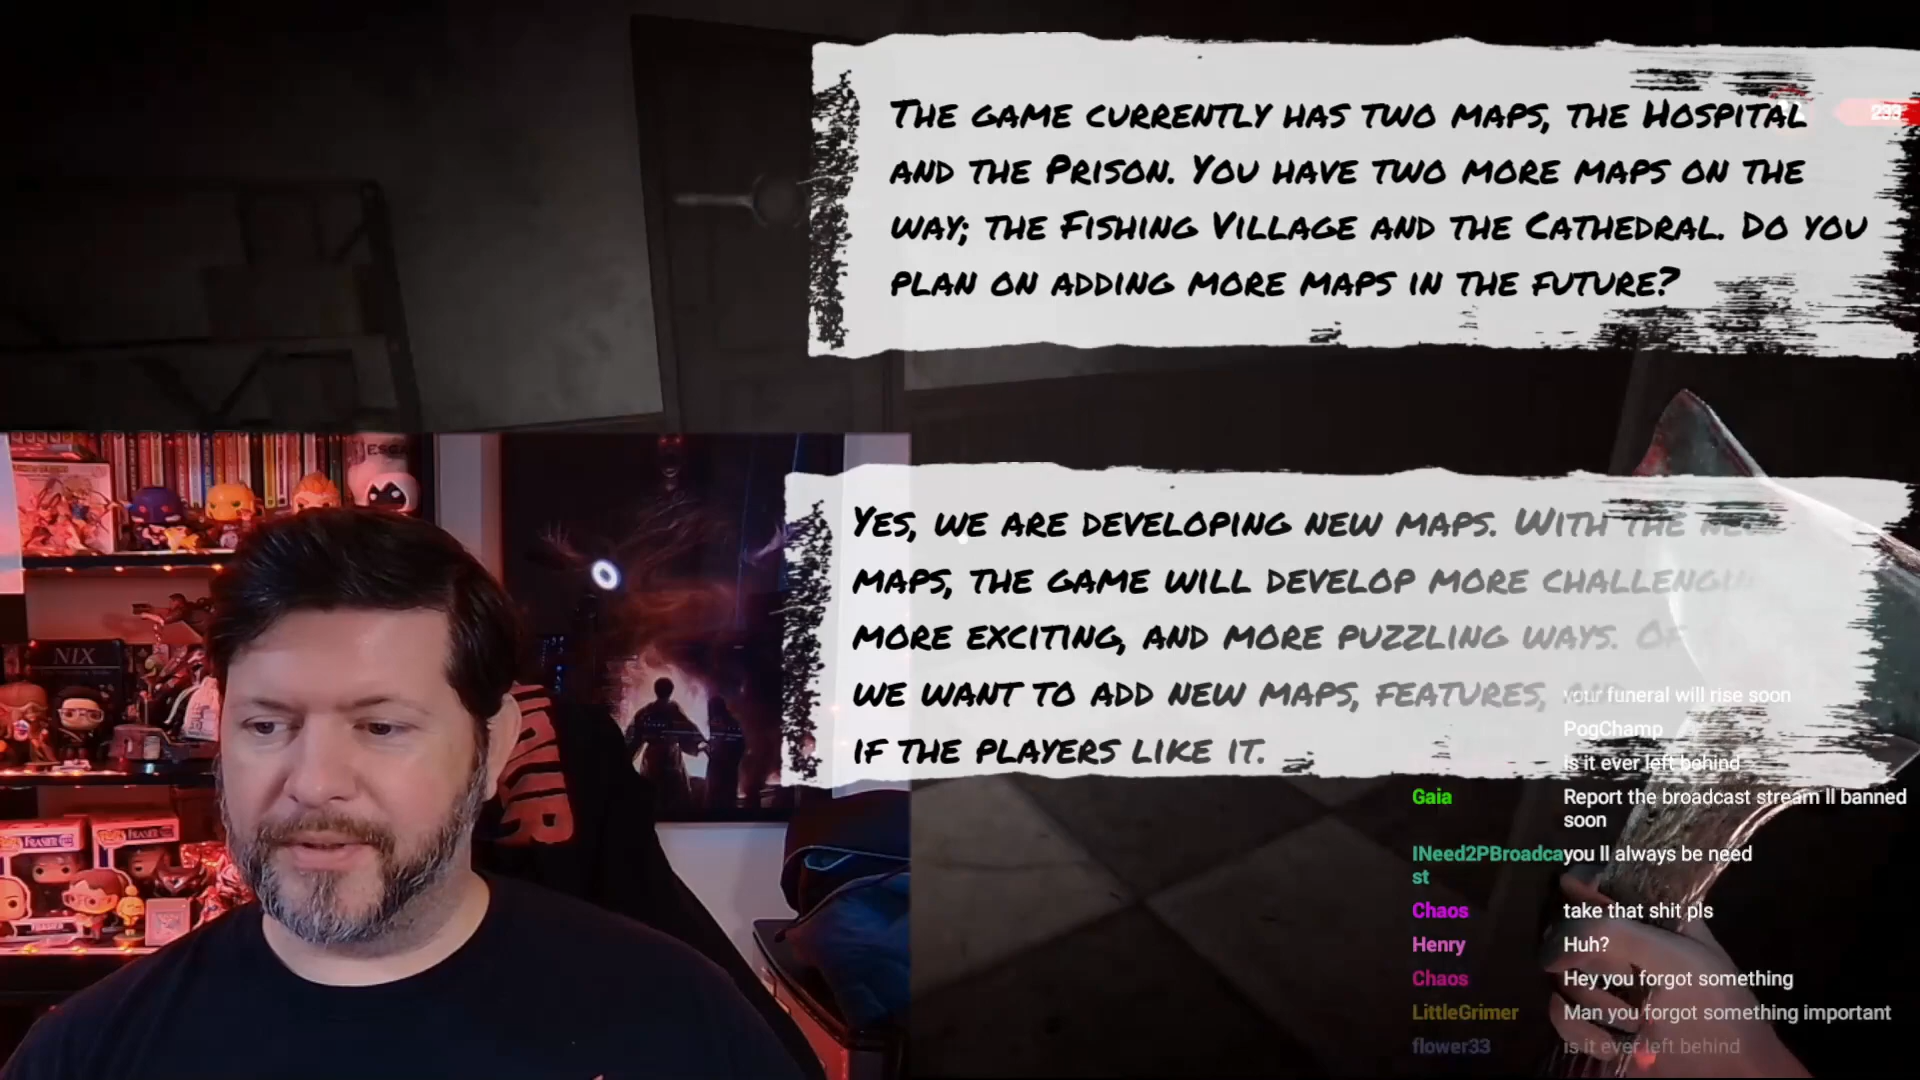 The game currently has two maps, the Hospital
and the Prison. You have two more maps on the
way; the Fishing Village and the Cathedral. Do you
plan on adding more maps in the future?
233
Yes, we are developing new maps. With the new
maps, the game will develop more
more exciting, and more puzzling ways. Of
we want to add new maps, features,
if the players like it.
your funeral will rise soon
PogChamp
is it ever left behind
Gaia Report the broadcast stream ll banned
soon
INeed2PBroadca you ll always be need
st
Chaos take that shit pls
Henry Huh?
Chaos Hey you forgot something
LittleGrimer Man you forgot something important
flower33 is it ever left behind
NIX
FRASIER
FRASIER